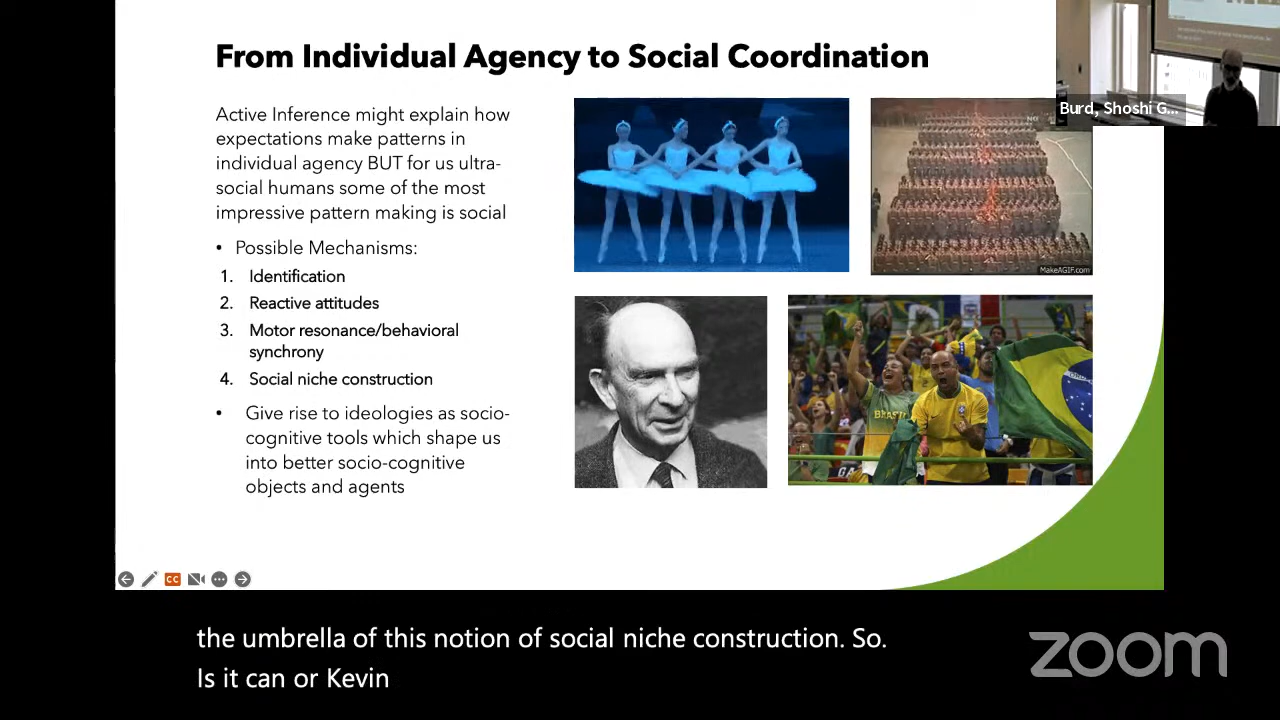 From Individual Agency to Social Coordination
Burd, Shoshi G...
Active Inference might explain how
expectations make patterns in
individual agency BUT for us ultra-
social humans some of the most
impressive pattern making is social
• Possible Mechanisms:
1. Identification
2. Reactive attitudes
3. Motor resonance/behavioral
synchrony
4. Social niche construction
• Give rise to ideologies as socio-
cognitive tools which shape us
into better socio-cognitive
objects and agents
MakeAGIF.com
BRASIL
GA
CC
the umbrella of this notion of social niche construction. So.
Is it can or Kevin
zoom